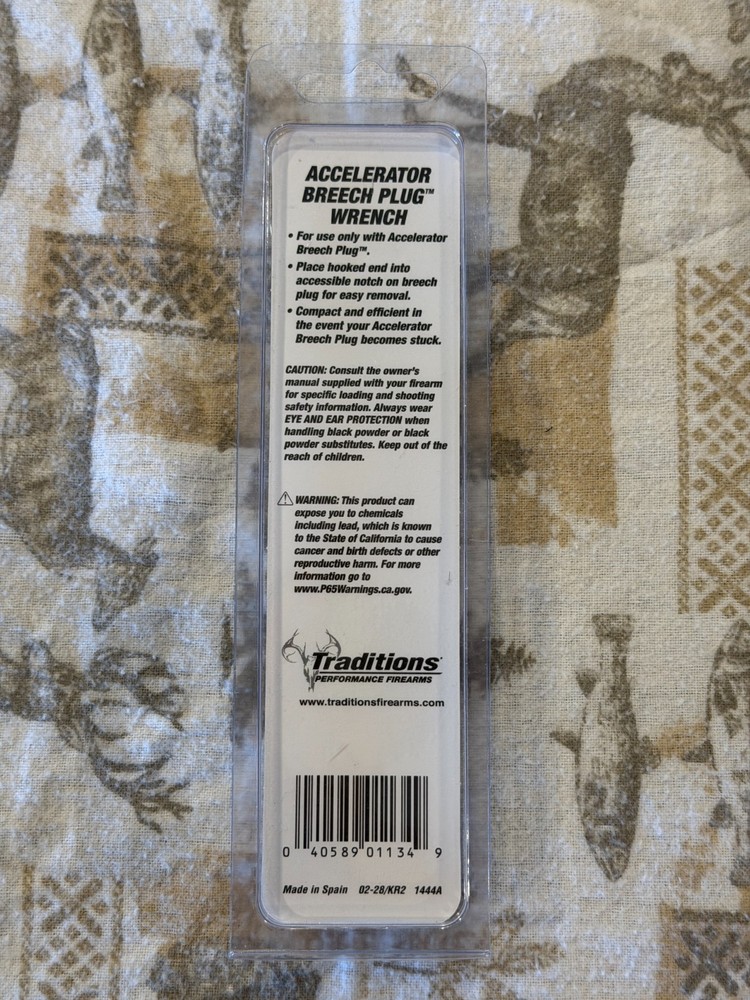 ACCELERATOR
BREECH PLUG™
WRENCH
• For use only with Accelerator
Breech Plug™.
• Place hooked end into
accessible notch on breech
plug for easy removal.
• Compact and efficient in
the event your Accelerator
Breech Plug becomes stuck.
CAUTION: Consult the owner's
manual supplied with your firearm
for specific loading and shooting
safety information. Always wear
EYE AND EAR PROTECTION when
handling black powder or black
powder substitutes. Keep out of the
reach of children.
⚠ WARNING: This product can
expose you to chemicals
including lead, which is known
to the State of California to cause
cancer and birth defects or other
reproductive harm. For more
information go to
www.P65Warnings.ca.gov.
Traditions®
PERFORMANCE FIREARMS
www.traditionsfirearms.com
0 40589 01134 9
Made in Spain 02-28/KR2 1444A